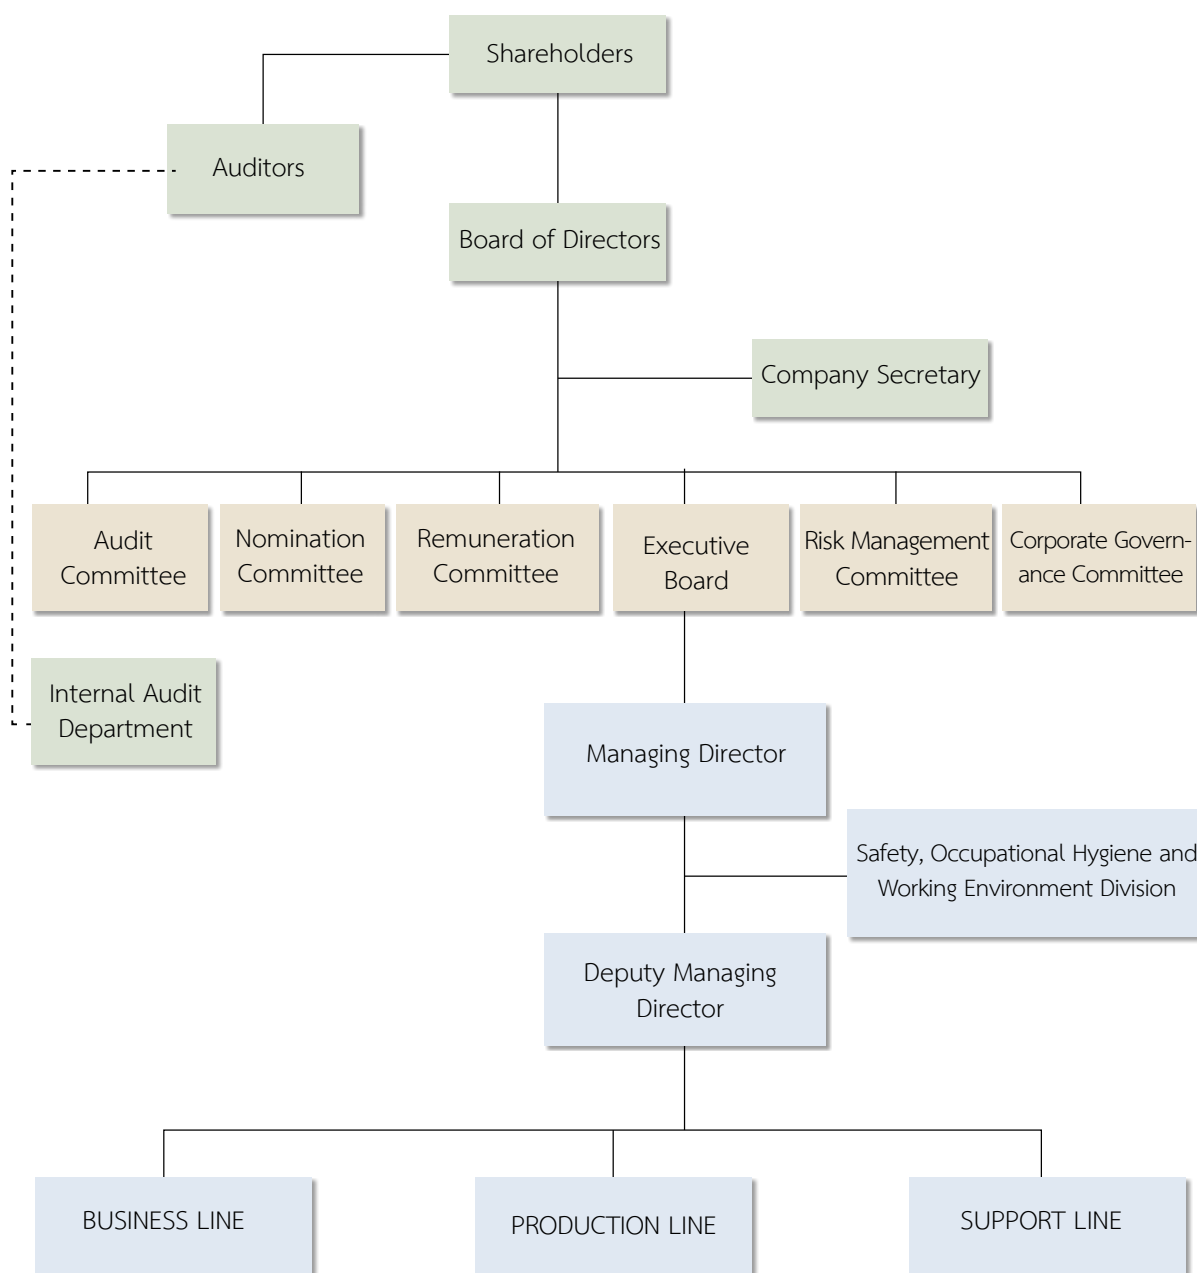 Shareholders
Auditors
Board of Directors
Company Secretary
Audit
Committee
Nomination
Committee
Remuneration
Committee
Executive
Board
Risk Management
Committee
Corporate Govern-
ance Committee
Internal Audit
Department
Managing Director
Safety, Occupational Hygiene and
Working Environment Division
Deputy Managing
Director
BUSINESS LINE
PRODUCTION LINE
SUPPORT LINE